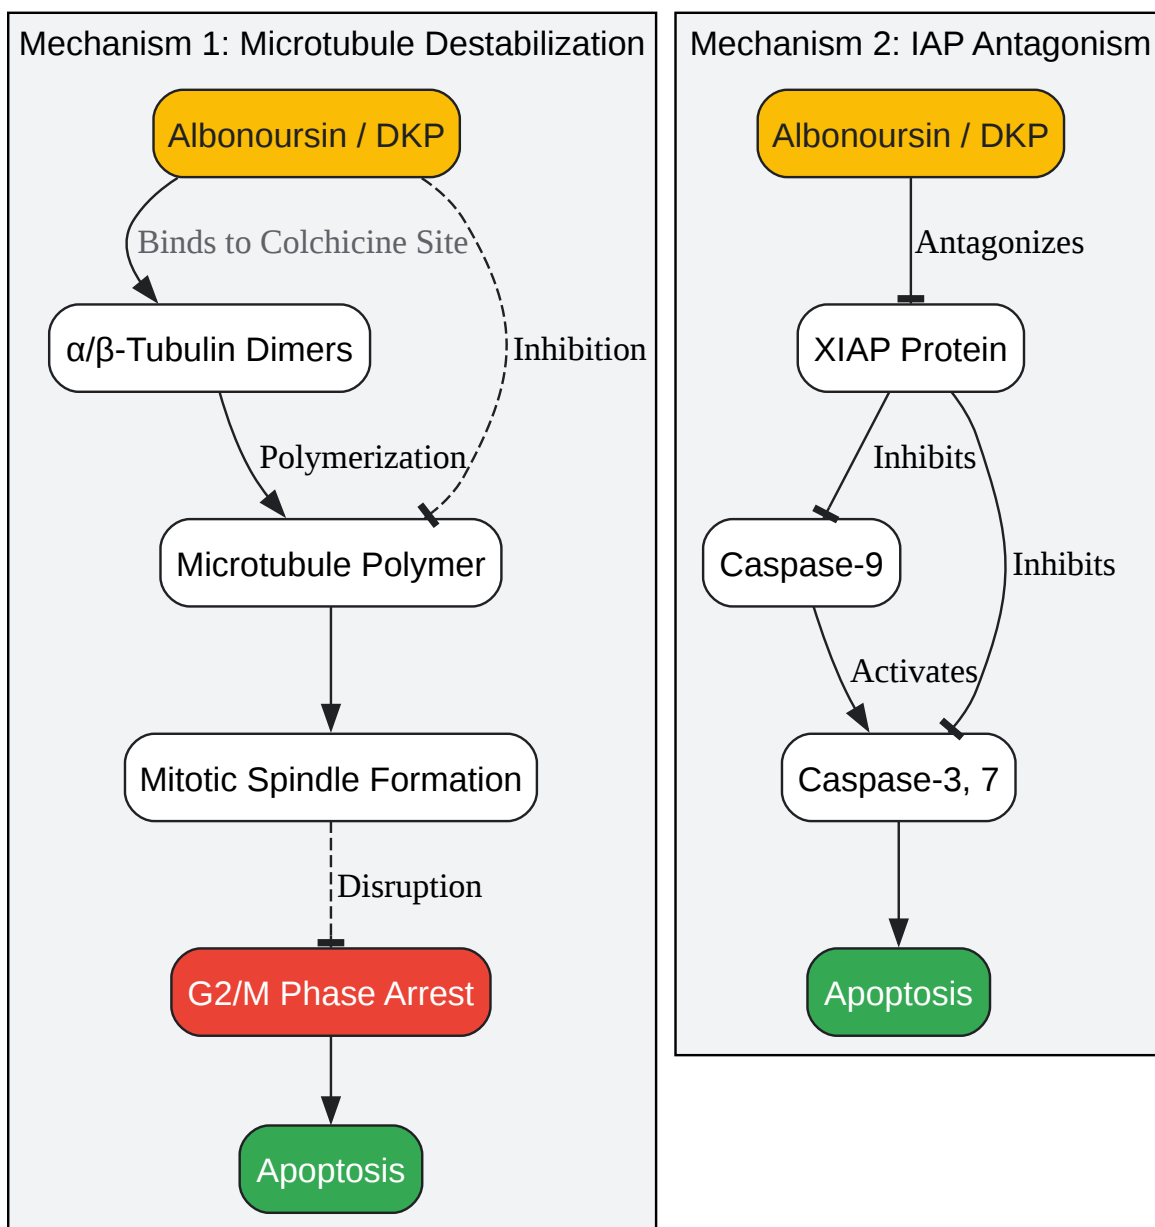 Mechanism 1: Microtubule Destabilization
Albonoursin / DKP
Binds to Colchicine Site
α/β-Tubulin Dimers
Inhibition
Polymerization
Microtubule Polymer
Mitotic Spindle Formation
Disruption
G2/M Phase Arrest
Apoptosis
Mechanism 2: IAP Antagonism
Albonoursin / DKP
Antagonizes
XIAP Protein
Inhibits
Caspase-9
Inhibits
Activates
Caspase-3, 7
Apoptosis